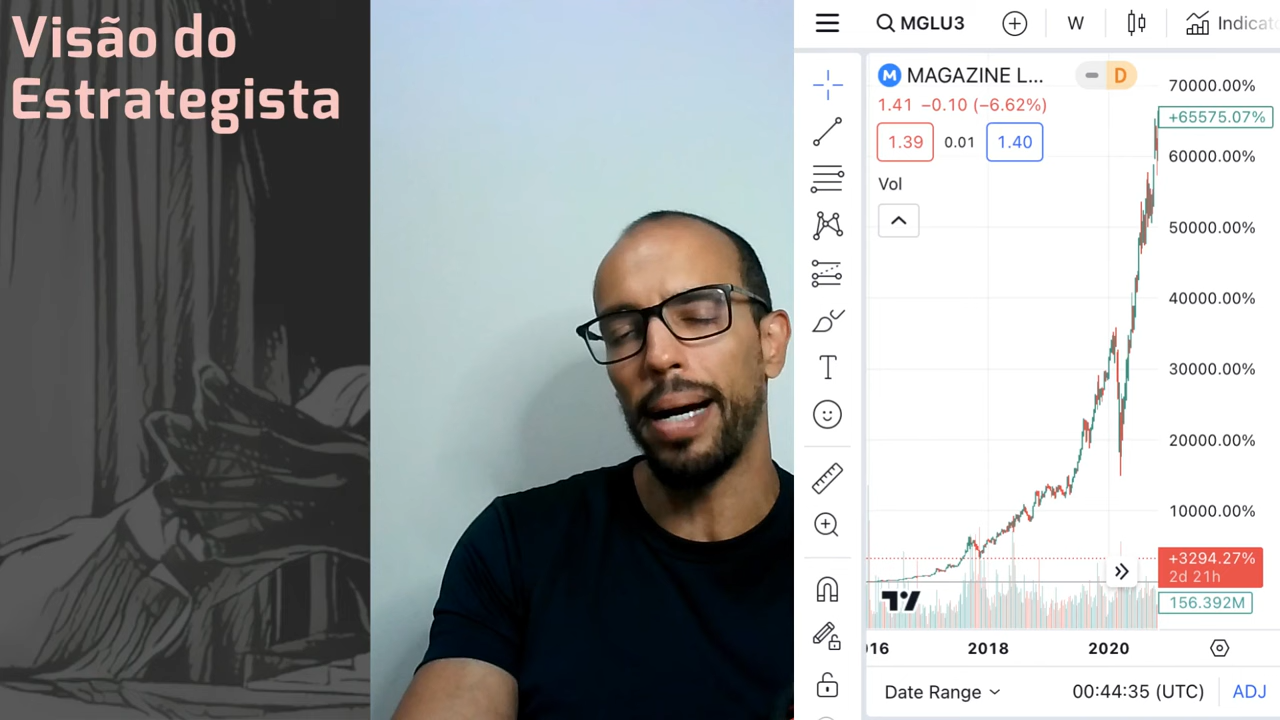 Visão do
Estrategista
MGLU3
W
Indicat
MAGAZINE L...
D
1.41 −0.10 (−6.62%)
1.39
0.01
1.40
Vol
70000.00%
+65575.07%
60000.00%
50000.00%
40000.00%
30000.00%
20000.00%
10000.00%
+3294.27%
2d 21h
156.392M
016
2018
2020
Date Range
00:44:35 (UTC)
ADJ